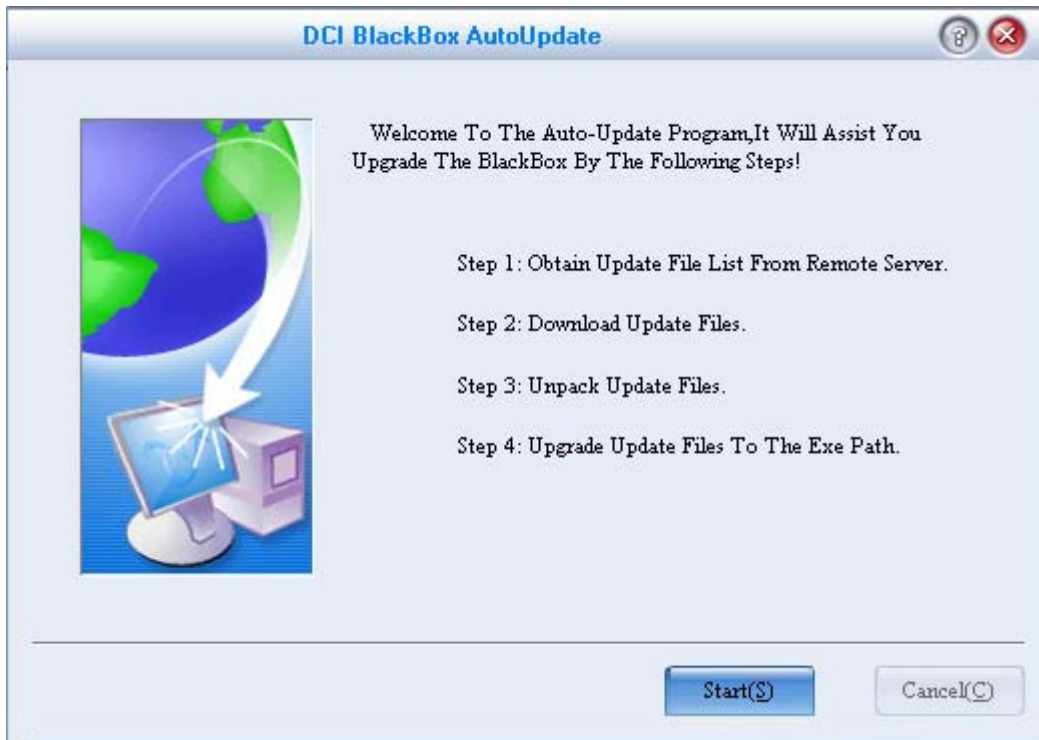 DCI BlackBox AutoUpdate
?
Welcome To The Auto-Update Program,It Will Assist You
Upgrade The BlackBox By The Following Steps!
Step 1: Obtain Update File List From Remote Server.
Step 2: Download Update Files.
Step 3: Unpack Update Files.
Step 4: Upgrade Update Files To The Exe Path.
Start(S)
Cancel(C)